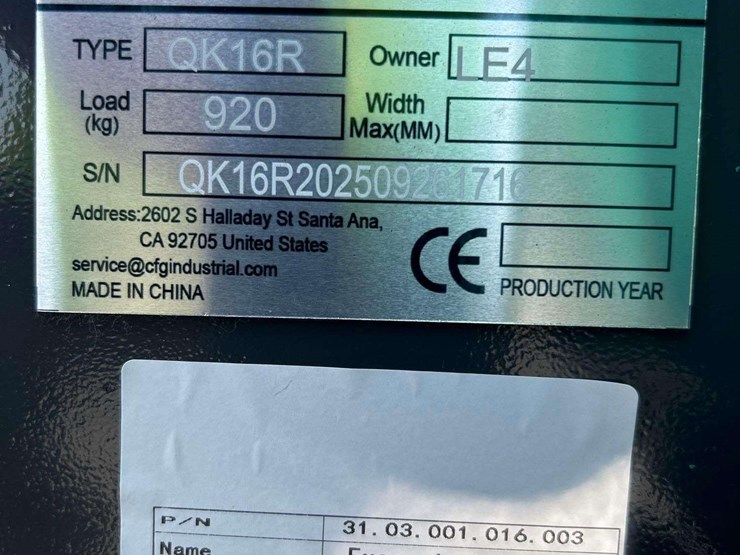 TYPE QK16R Owner LE4
Load (kg) 920 Width Max(MM)
S/N QK16R202509261716
Address:2602 S Halladay St Santa Ana,
CA 92705 United States
service@cfgindustrial.com
MADE IN CHINA
CE PRODUCTION YEAR
P/N 31.03.001.016.003
Name